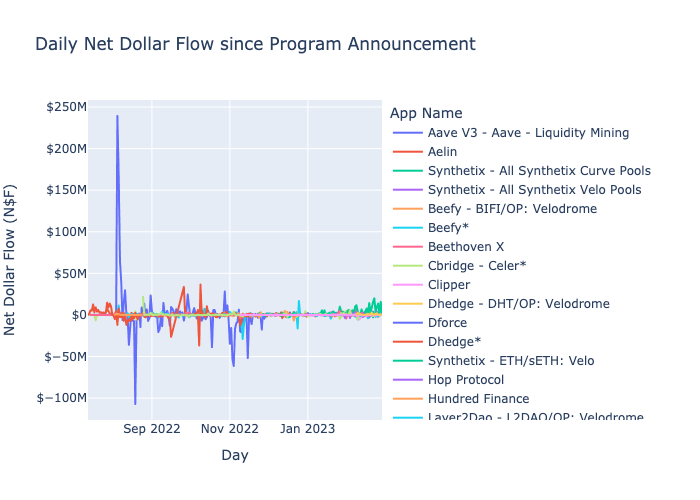 Daily Net Dollar Flow since Program Announcement
App Name
Aave V3 - Aave - Liquidity Mining
Aelin
Synthetix - All Synthetix Curve Pools
Synthetix - All Synthetix Velo Pools
Beefy - BIFI/OP: Velodrome
Beefy*
Beethoven X
Cbridge - Celer*
Clipper
Dhedge - DHT/OP: Velodrome
Dforce
Dhedge*
Synthetix - ETH/sETH: Velo
Hop Protocol
Hundred Finance
Layer2Dao - L2DAO/OP: Velodrome
Net Dollar Flow (N$F)
$250M
$200M
$150M
$100M
$50M
$0
$−50M
$−100M
Sep 2022
Nov 2022
Jan 2023
Day